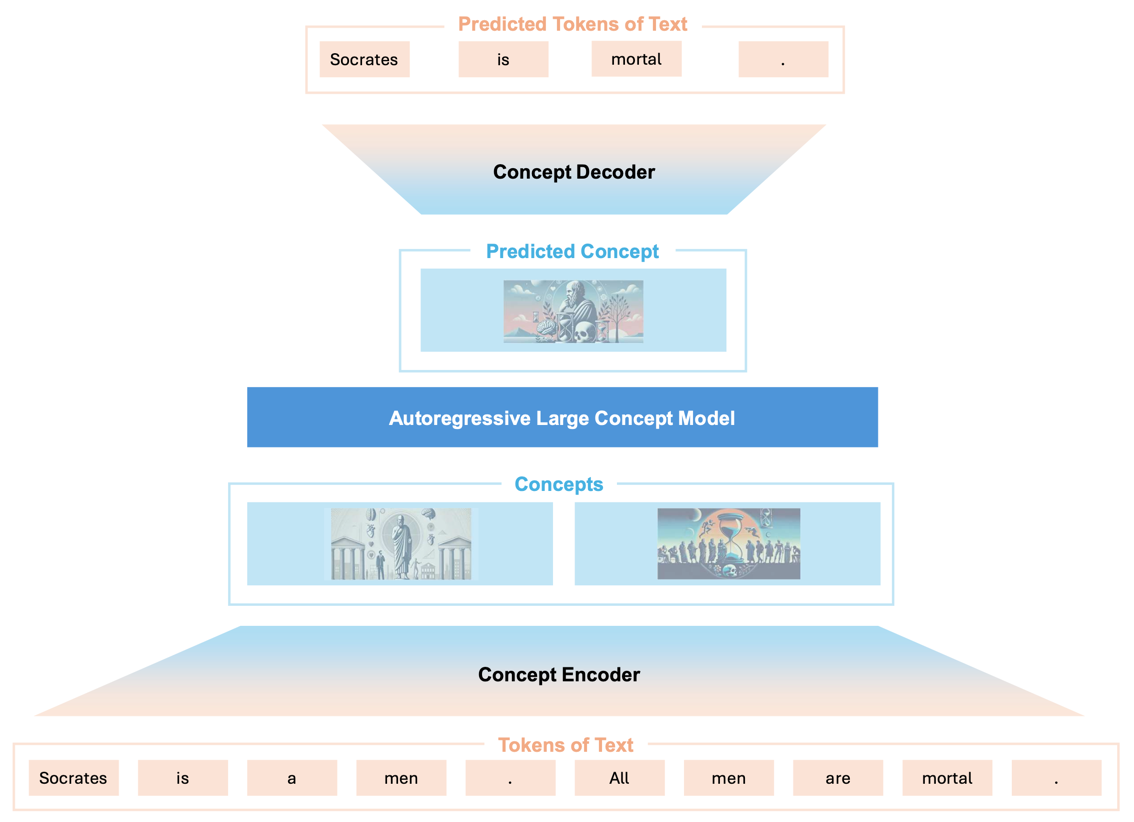 Predicted Tokens of Text
Socrates is mortal .
Concept Decoder
Predicted Concept
Autoregressive Large Concept Model
Concepts
Concept Encoder
Tokens of Text
Socrates is a men . All men are mortal .